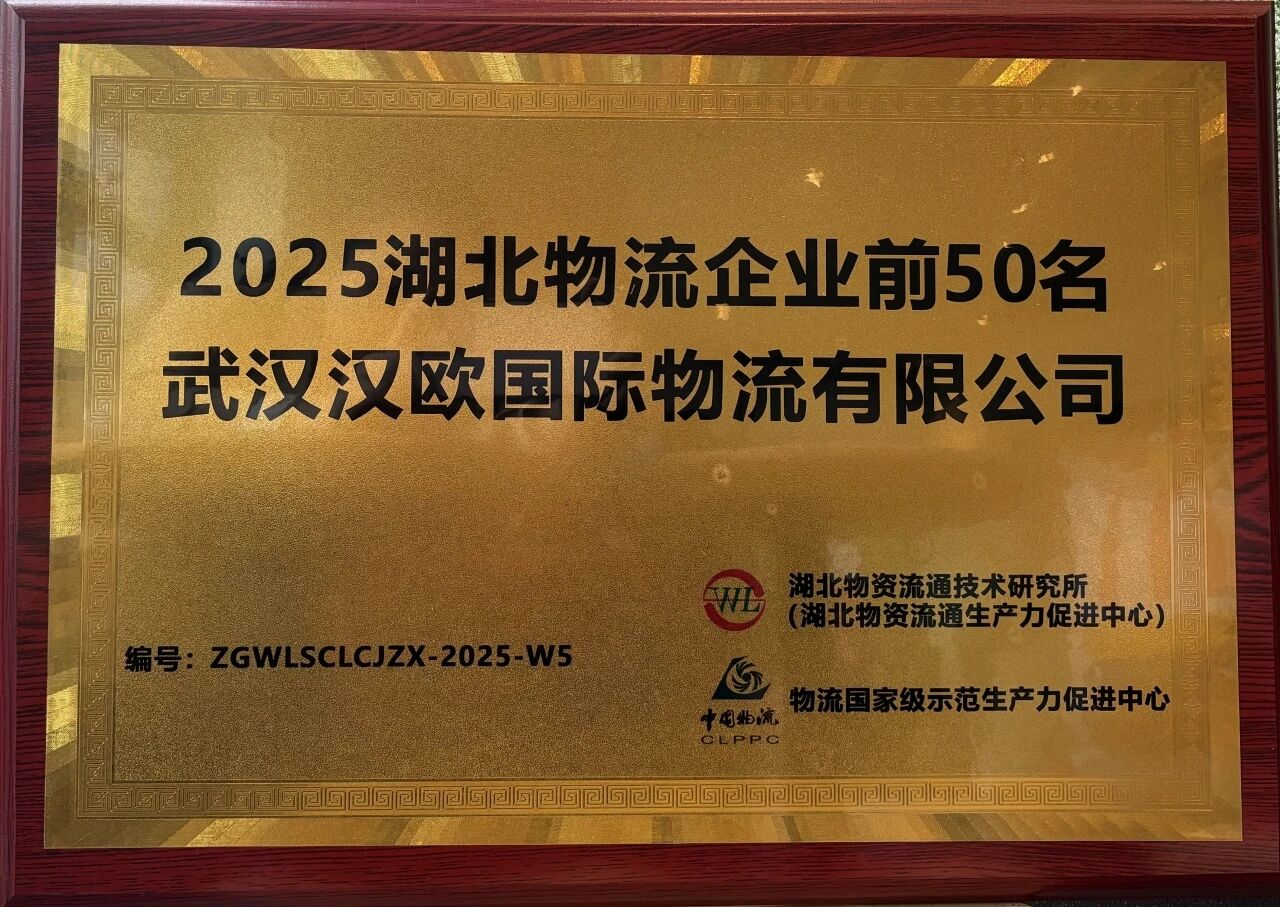 2025湖北物流企业前50名
武汉汉欧国际物流有限公司
WL
湖北物资流通技术研究所
(湖北物资流通生产力促进中心)
编号：ZGWLSCLCJZX-2025-W5
物流国家级示范生产力促进中心
中国物流
CLPPC